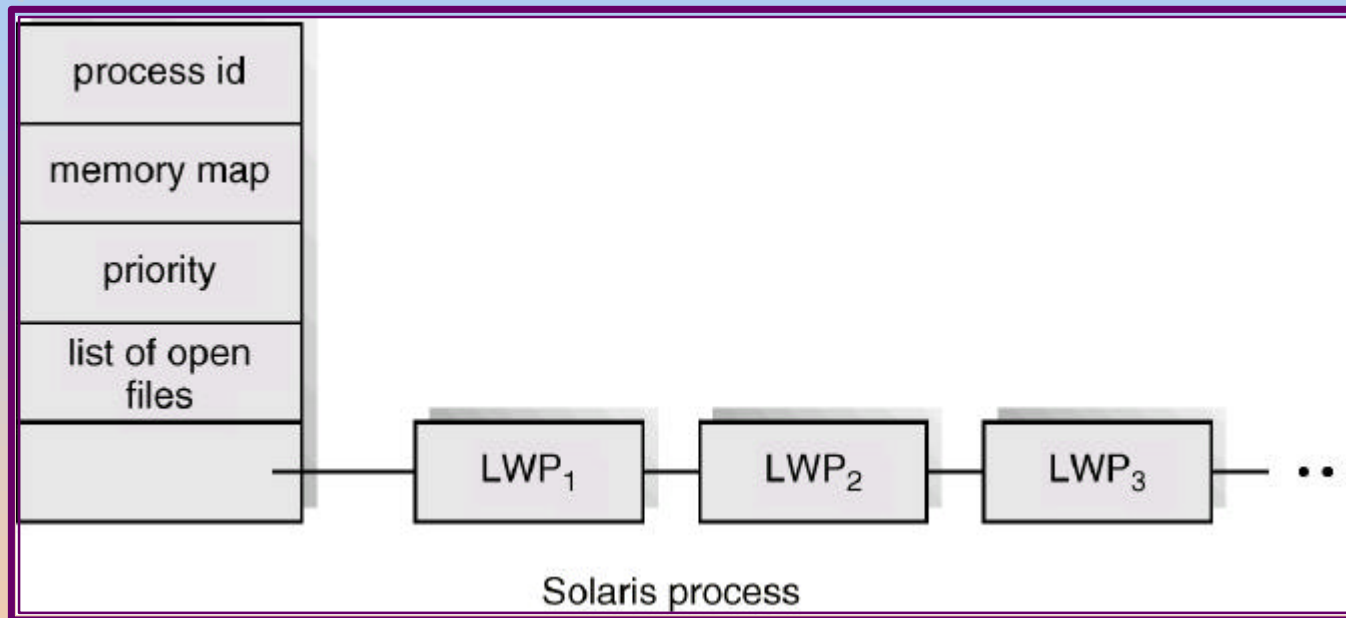 process id
memory map
priority
list of open
files
LWP₁
LWP₂
LWP₃
Solaris process